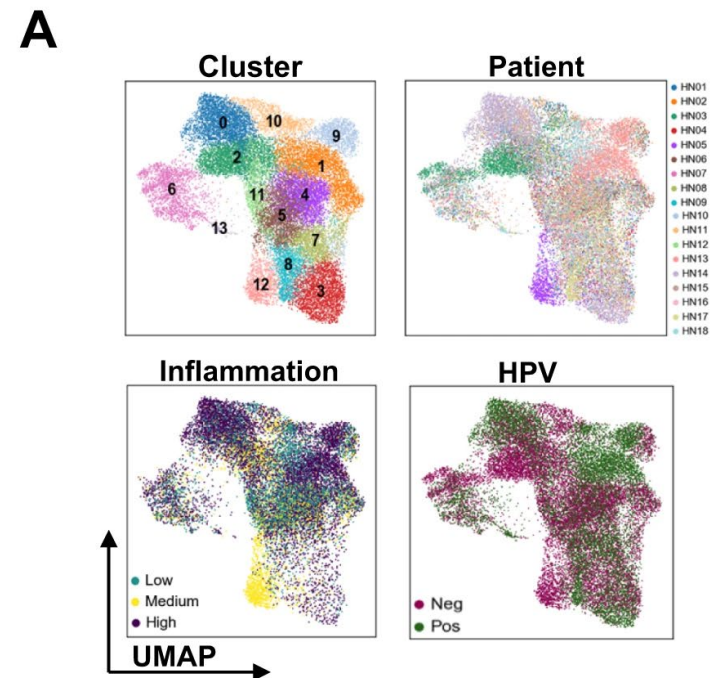 A
Cluster
Patient
0
10
9
2
1
6
11
4
5
13
7
8
12
3
HN01
HN02
HN03
HN04
HN05
HN06
HN07
HN08
HN09
HN10
HN11
HN12
HN13
HN14
HN15
HN16
HN17
HN18
Inflammation
HPV
Low
Medium
High
Neg
Pos
UMAP